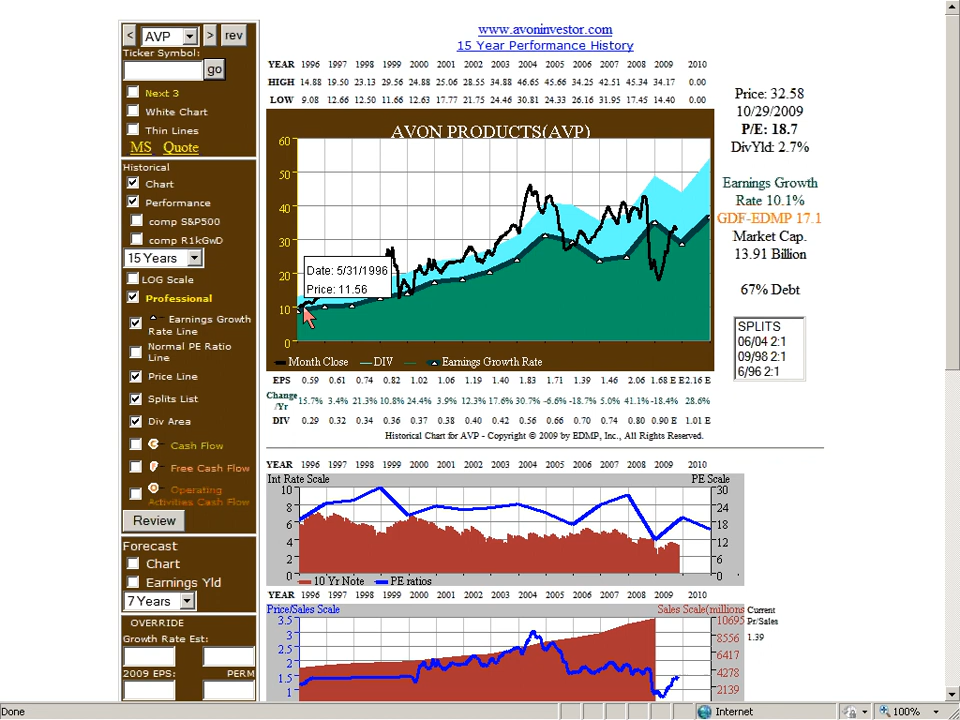 < AVP > rev
Ticker Symbol:
go
Next 3
White Chart
Thin Lines
MS Quote
Historical
Chart
Performance
comp S&P500
comp R1kGwD
15 Years
LOG Scale
Professional
Earnings Growth
Rate Line
Normal PE Ratio
Line
Price Line
Splits List
Div Area
Cash Flow
Free Cash Flow
Operating
Activities Cash Flow
Review
Forecast
Chart
Earnings Yld
7 Years
OVERRIDE
Growth Rate Est:
2009 EPS: PERM
www.avoninvestor.com
15 Year Performance History
YEAR 1996 1997 1998 1999 2000 2001 2002 2003 2004 2005 2006 2007 2008 2009 2010
HIGH 14.88 19.50 23.13 29.56 24.88 25.06 28.55 34.88 46.65 45.66 34.25 42.51 45.34 34.17 0.00
LOW 9.08 12.66 12.50 11.66 12.63 17.77 21.75 24.46 30.81 24.33 26.16 31.95 17.45 14.40 0.00
AVON PRODUCTS(AVP)
60
50
40
30
20
10
0
Date: 5/31/1996
Price: 11.56
Month Close DIV Earnings Growth Rate
EPS 0.59 0.61 0.74 0.82 1.02 1.06 1.19 1.40 1.83 1.71 1.39 1.46 2.06 1.68 E E2.16 E
Change /Yr 15.7% 3.4% 21.3% 10.8% 24.4% 3.9% 12.3% 17.6% 30.7% -6.6% -18.7% 5.0% 41.1% -18.4% 28.6%
DIV 0.29 0.32 0.34 0.36 0.37 0.38 0.40 0.42 0.56 0.66 0.70 0.74 0.80 0.90 E 1.01 E
Historical Chart for AVP - Copyright © 2009 by EDMP, Inc., All Rights Reserved.
Price: 32.58
10/29/2009
P/E: 18.7
DivYld: 2.7%
Earnings Growth
Rate 10.1%
GDF-EDMP 17.1
Market Cap.
13.91 Billion
67% Debt
SPLITS
06/04 2:1
09/98 2:1
6/96 2:1
YEAR 1996 1997 1998 1999 2000 2001 2002 2003 2004 2005 2006 2007 2008 2009 2010
Int Rate Scale PE Scale
10 30
8 24
6 18
4 12
2 6
0 0
10 Yr Note PE ratios
YEAR 1996 1997 1998 1999 2000 2001 2002 2003 2004 2005 2006 2007 2008 2009 2010
Price/Sales Scale Sales Scale(millions
3.5 10695
3 8556
2.5 6417
2
1.5 4278
1 2139
Current
Pr/Sales
1.39
Done Internet 100%